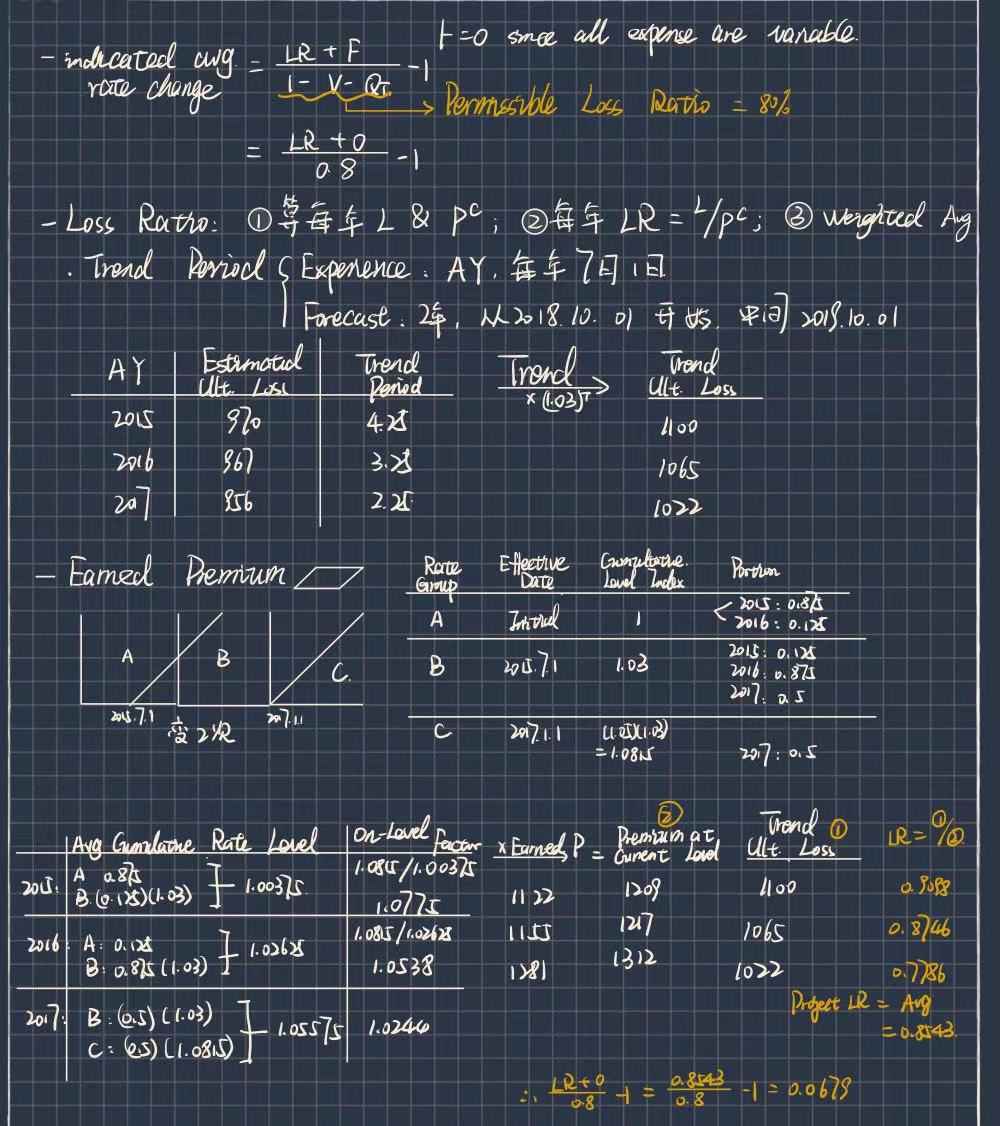 F=0 since all expense are variable.
- indicated avg. rate change = LR + F / 1 - V - QT - 1
→ Permissible Loss Ratio = 80%
= LR + 0 / 0.8 - 1
- Loss Ratio: ①算每年 L & Pᶜ; ②每年 LR = L/Pᶜ; ③ Weighted Avg
· Trend Period { Experience: AY, 每年7月1日
Forecast: 2年, 从2018.10.01 开始, 中间 2019.10.01
AY Estimated Ult. Loss Trend Period Trend ×(1.03)ᵀ → Trend Ult. Loss
2015 970 4.25 1100
2016 967 3.25 1065
2017 956 2.25 1022
- Earned Premium
Rate Group Effective Date Cumulative Level Index Portion
A Initial 1 2015: 0.875
2016: 0.125
B 2015.7.1 1.03 2015: 0.125
2016: 0.875
2017: 0.5
C 2017.1.1 (1.05)(1.03) = 1.0815 2017: 0.5
A B C.
2015.7.1 2017.1.1
Avg Cumulative Rate Level On-Level Factor × Earned P = Premium at Current Level ② Trend Ult. Loss ① LR = ①/②
2015: A 0.875 B: (0.125)(1.03) ] 1.00375 1.0815/1.00375 1.0775 1122 1209 1100 0.9098
2016: A: 0.125 B: 0.875 (1.03) ] 1.02625 1.0815/1.02625 1.0538 1155 1217 1065 0.8746
2017: B: (0.5)(1.03) C: (0.5)(1.0815) ] 1.05575 1.0244 1281 1312 1022 0.7786
Project LR = Avg
= 0.8543
∴ LR+0 / 0.8 - 1 = 0.8543 / 0.8 - 1 = 0.0679